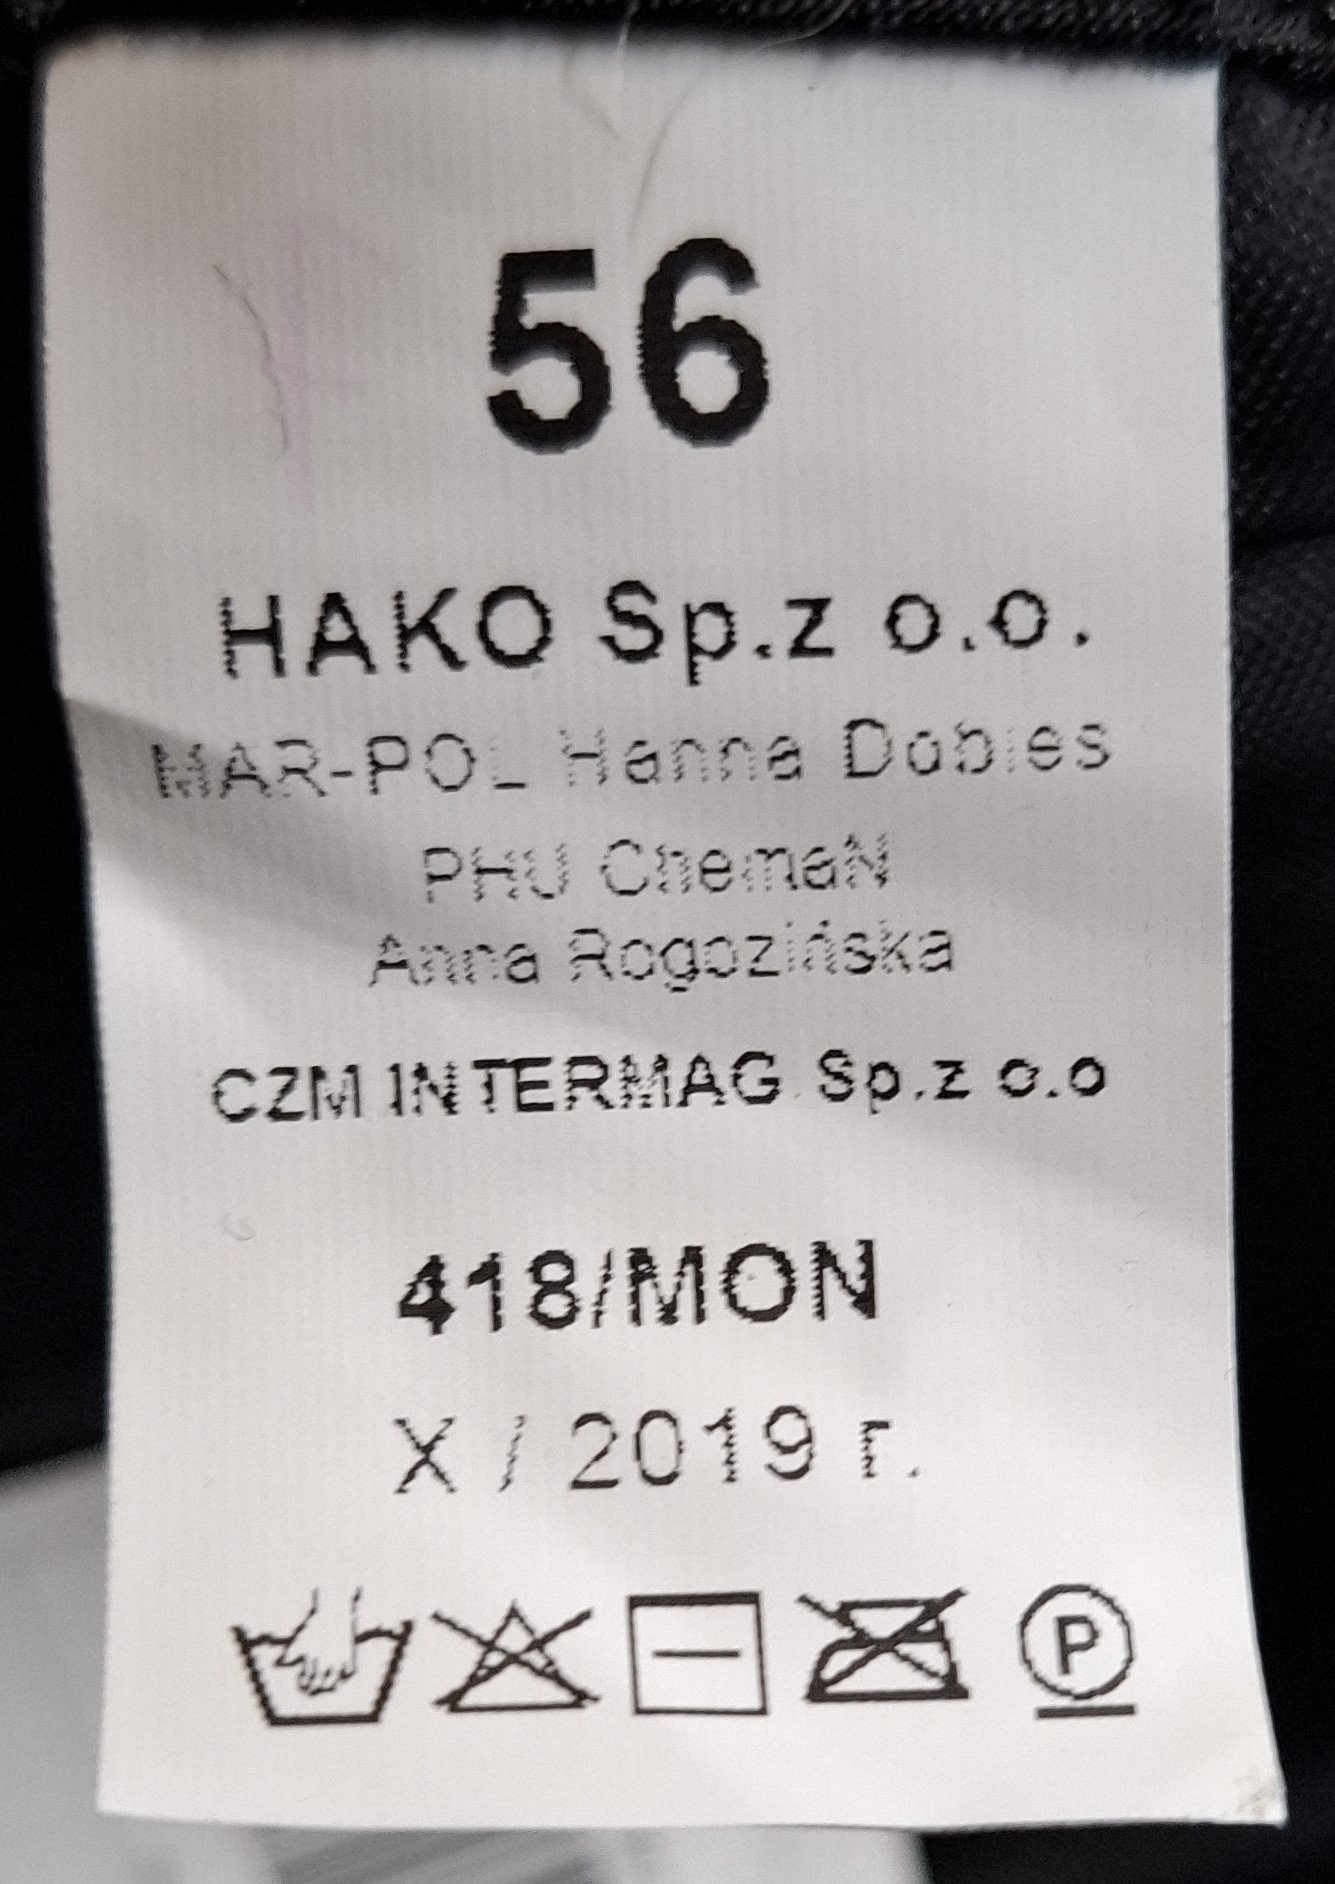 56
HAKO Sp.z o.o.
MAR-POL Hanna Dobies
PHU ChemaN
Anna Rogozińska
CZM INTERMAG Sp.z o.o
418/MON
X / 2019 r.
P